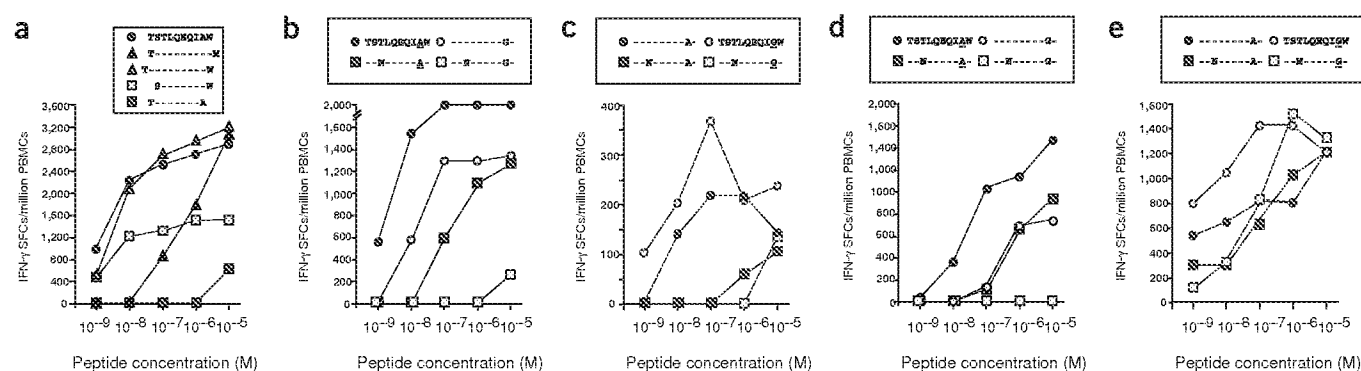 a
TSTLQEQIAW
T---------M
T---------W
S---------W
T---------A
3,600
3,200
2,800
2,400
2,000
1,600
1,200
800
400
0
IFN-γ SFCs/million PBMCs
10⁻⁹ 10⁻⁸ 10⁻⁷ 10⁻⁶ 10⁻⁵
Peptide concentration (M)
b
TSTLQEQIAW --------G-
--N-----A- --N-----G-
2,000
1,800
1,600
1,400
1,200
1,000
800
600
400
200
0
IFN-γ SFCs/million PBMCs
10⁻⁹ 10⁻⁸ 10⁻⁷ 10⁻⁶ 10⁻⁵
Peptide concentration (M)
c
--------A- TSTLQEQIGW
--N-----A- --N-----G-
400
300
200
100
0
IFN-γ SFCs/million PBMCs
10⁻⁹ 10⁻⁸ 10⁻⁷ 10⁻⁶ 10⁻⁵
Peptide concentration (M)
d
TSTLQEQIAW --------G-
--N-----A- --N-----G-
2,000
1,600
1,400
1,200
1000
800
600
400
200
0
IFN-γ SFCs/million PBMCs
10⁻⁹ 10⁻⁸ 10⁻⁷ 10⁻⁶ 10⁻⁵
Peptide concentration (M)
e
--------A- TSTLQEQIGW
--N-----A- --N-----G-
1,600
1,400
1,200
1,000
800
600
400
200
0
IFN-γ SFCs/million PBMCs
10⁻⁹ 10⁻⁸ 10⁻⁷ 10⁻⁶ 10⁻⁵
Peptide concentration (M)